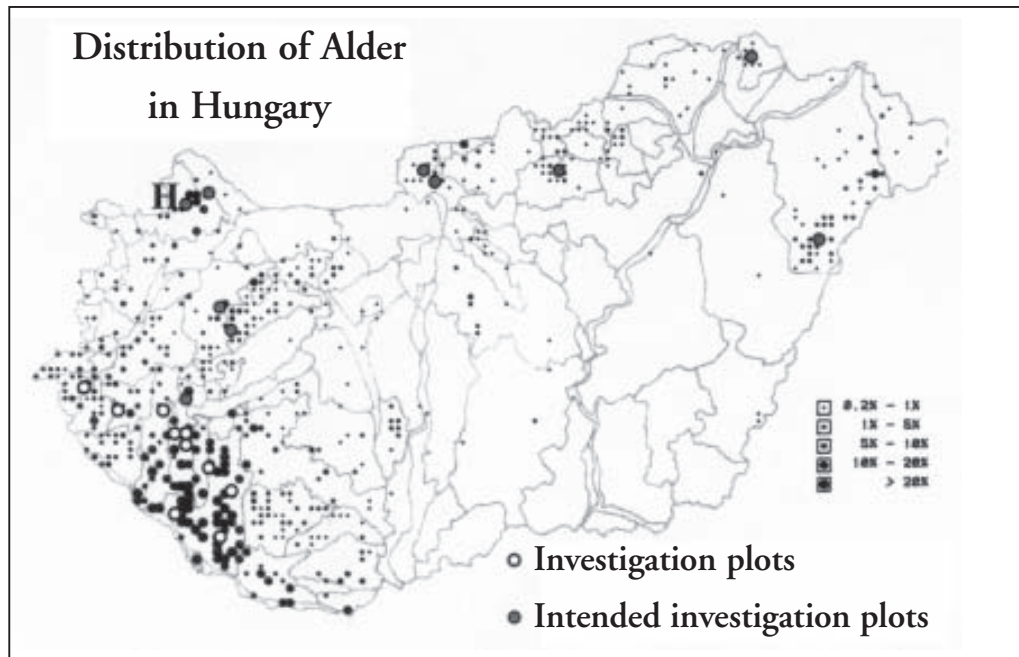 Distribution of Alder
in Hungary
H
0.2% - 1%
1% - 5%
5% - 10%
10% - 20%
> 20%
Investigation plots
Intended investigation plots